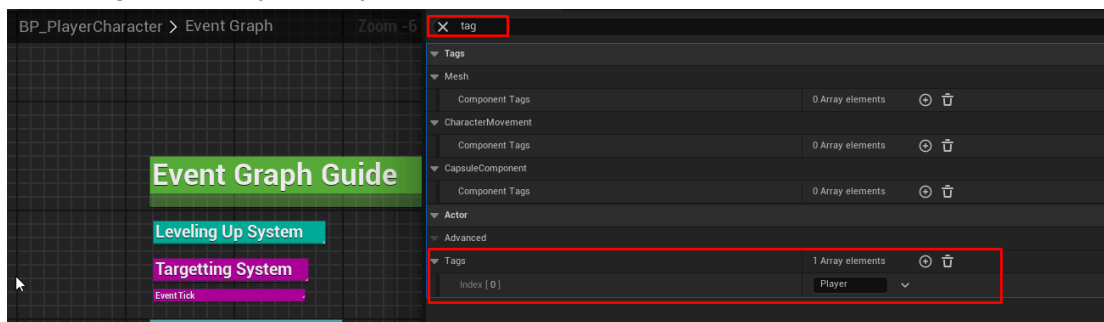 BP_PlayerCharacter > Event Graph
Zoom -6
Event Graph Guide
Leveling Up System
Targetting System
EventTick
tag
Tags
Mesh
Component Tags 0 Array elements
CharacterMovement
Component Tags 0 Array elements
CapsuleComponent
Component Tags 0 Array elements
Actor
Advanced
Tags 1 Array elements
Index [ 0 ] Player